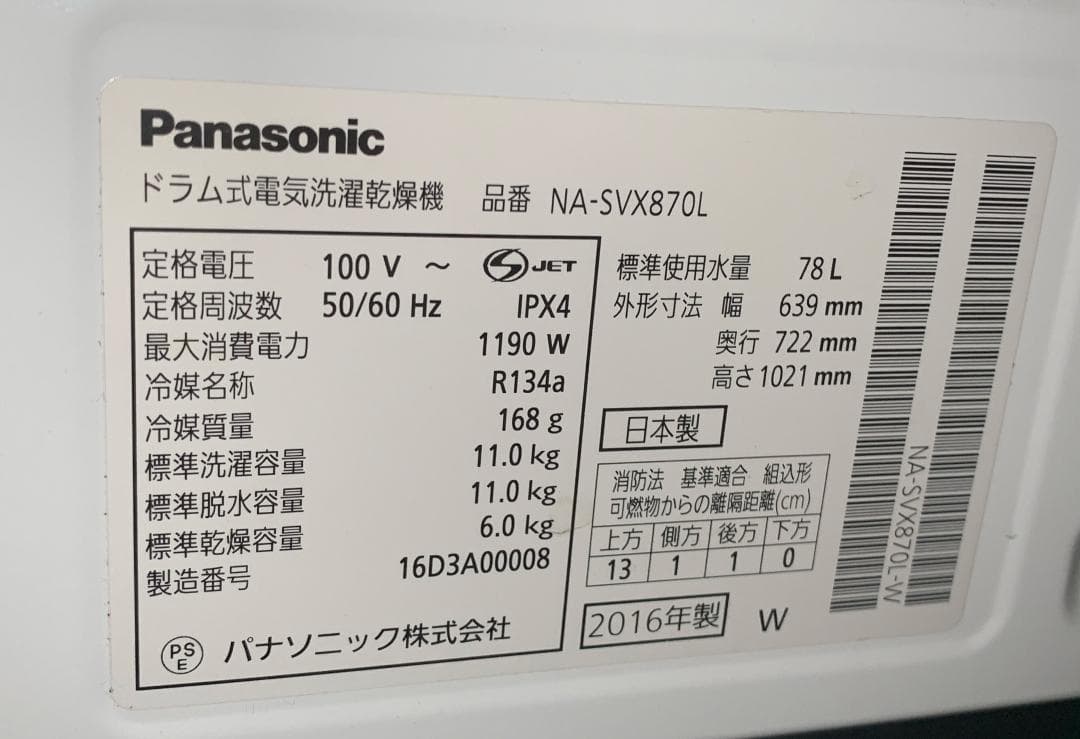 Panasonic
ドラム式電気洗濯乾燥機 品番 NA-SVX870L
定格電圧 100 V ~ S JET
定格周波数 50/60 Hz IPX4
最大消費電力 1190 W
冷媒名称 R134a
冷媒質量 168 g
標準洗濯容量 11.0 kg
標準脱水容量 11.0 kg
標準乾燥容量 6.0 kg
製造番号 16D3A00008
PS E パナソニック株式会社
標準使用水量 78 L
外形寸法 幅 639 mm
奥行 722 mm
高さ 1021 mm
日本製
消防法 基準適合 組込形
可燃物からの離隔距離(cm)
上方 側方 後方 下方
13 1 1 0
2016年製 W
NA-SVX870L-W